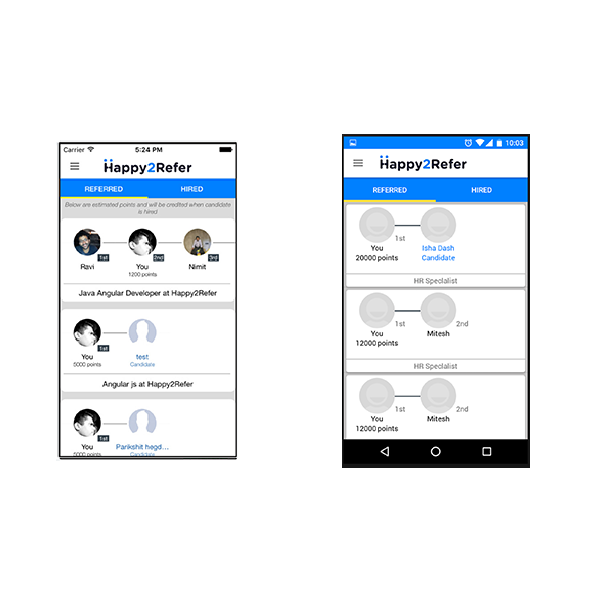 Carrier 5:24 PM
Happy2Refer
REFERRED HIRED
Below are estimated points and will be credited when candidate
is hired
1st 2nd 3rd
Ravi You Nimit
1200 points
Java Angular Developer at Happy2Refer
1st
You test
5000 points Candidate
Angular js at Happy2Refer
1st
You Parikshit hegd...
5000 points Candidate
10:03
Happy2Refer
REFERRED HIRED
1st
You Isha Dash
20000 points Candidate
HR Specialist
1st 2nd
You Mitesh
12000 points
HR Specialist
1st 2nd
You Mitesh
12000 points